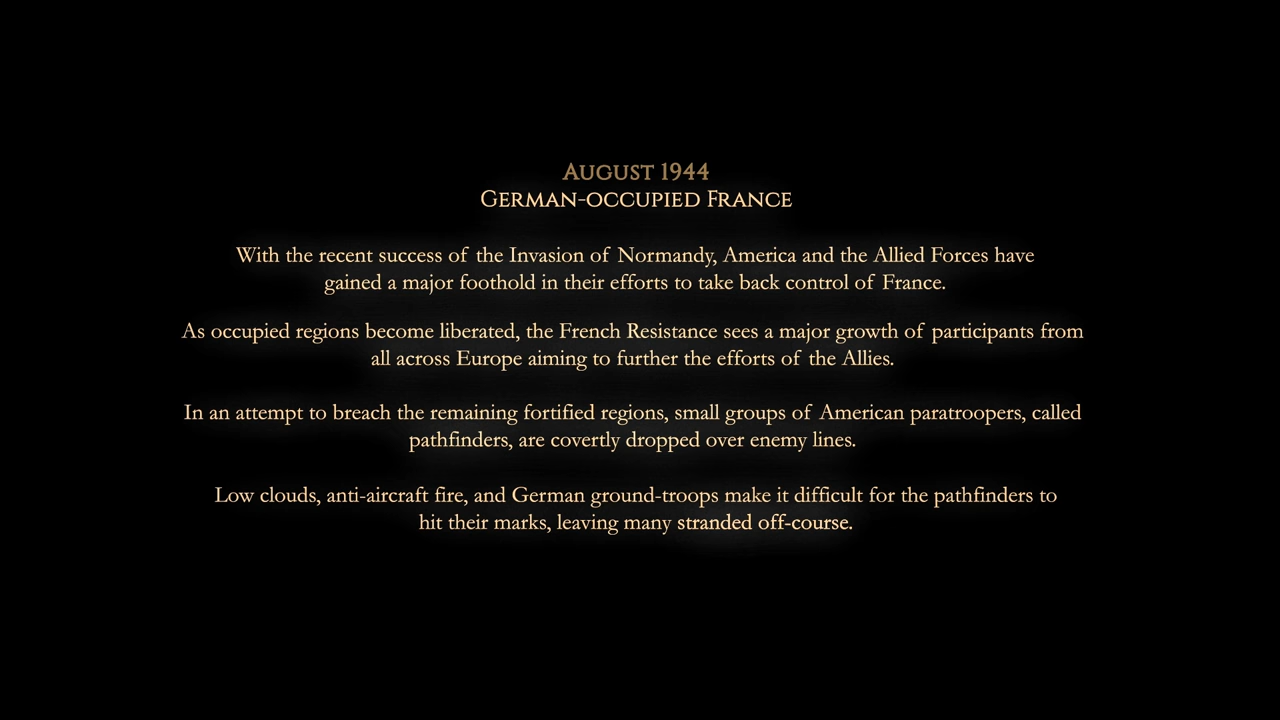 August 1944
German-occupied France
With the recent success of the Invasion of Normandy, America and the Allied Forces have
gained a major foothold in their efforts to take back control of France.
As occupied regions become liberated, the French Resistance sees a major growth of participants from
all across Europe aiming to further the efforts of the Allies.
In an attempt to breach the remaining fortified regions, small groups of American paratroopers, called
pathfinders, are covertly dropped over enemy lines.
Low clouds, anti-aircraft fire, and German ground-troops make it difficult for the pathfinders to
hit their marks, leaving many stranded off-course.